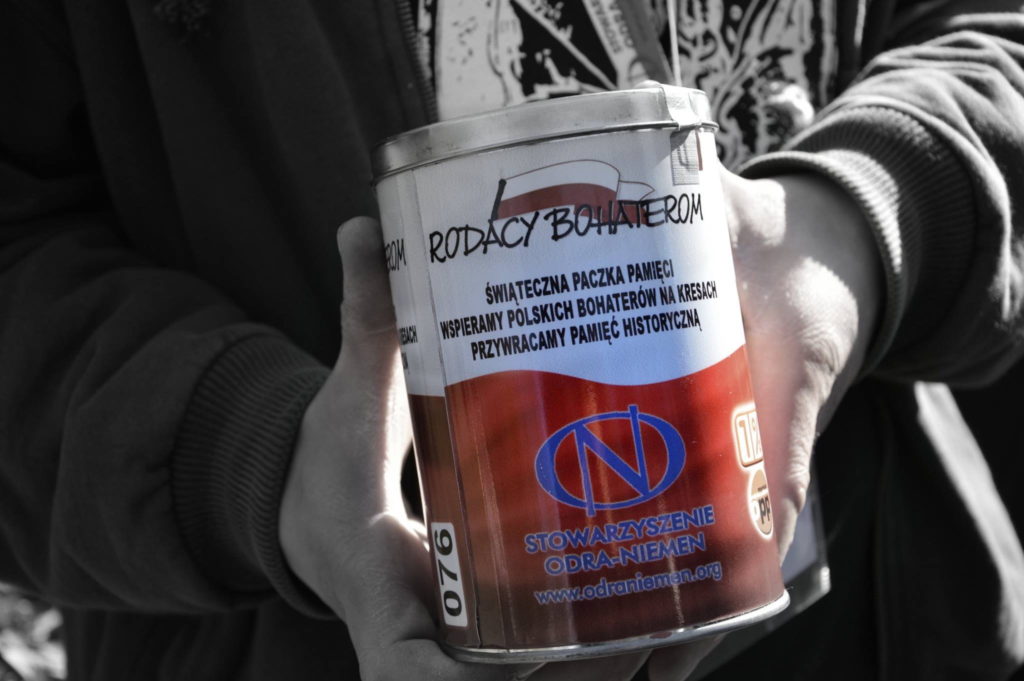 RODACY BOHATEROM
ŚWIĄTECZNA PACZKA PAMIĘCI
WSPIERAMY POLSKICH BOHATERÓW NA KRESACH
PRZYWRACAMY PAMIĘĆ HISTORYCZNĄ
ON
STOWARZYSZENIE
ODRA-NIEMEN
www.odraniemen.org
076